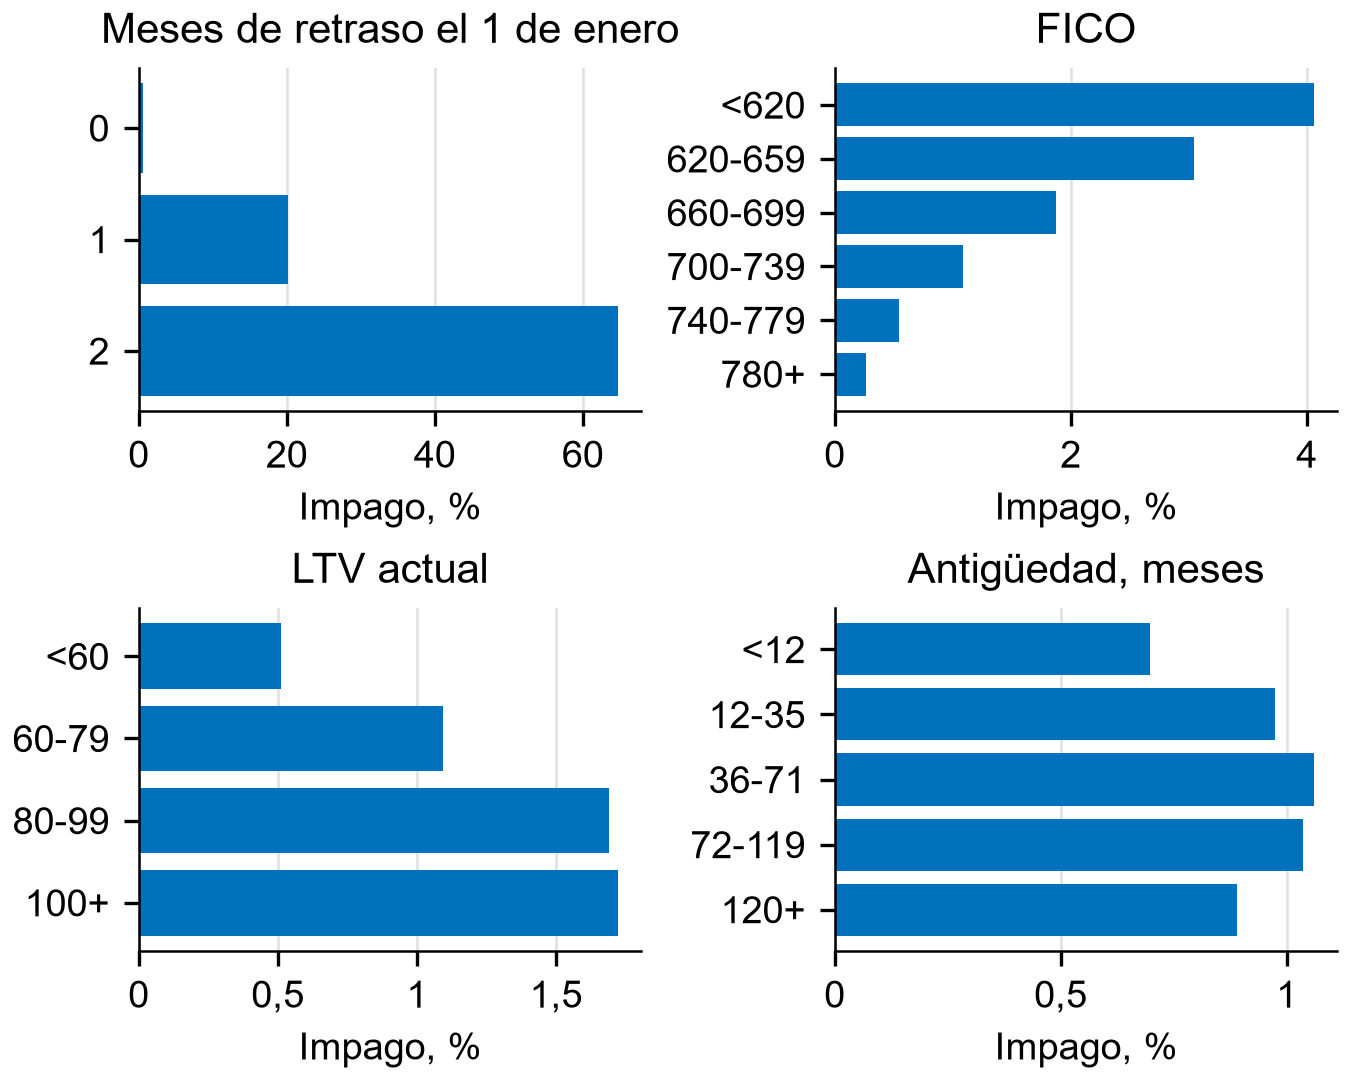 Meses de retraso el 1 de enero
0
1
2
0 20 40 60
Impago, %
FICO
<620
620-659
660-699
700-739
740-779
780+
0 2 4
Impago, %
LTV actual
<60
60-79
80-99
100+
0 0,5 1 1,5
Impago, %
Antigüedad, meses
<12
12-35
36-71
72-119
120+
0 0,5 1
Impago, %